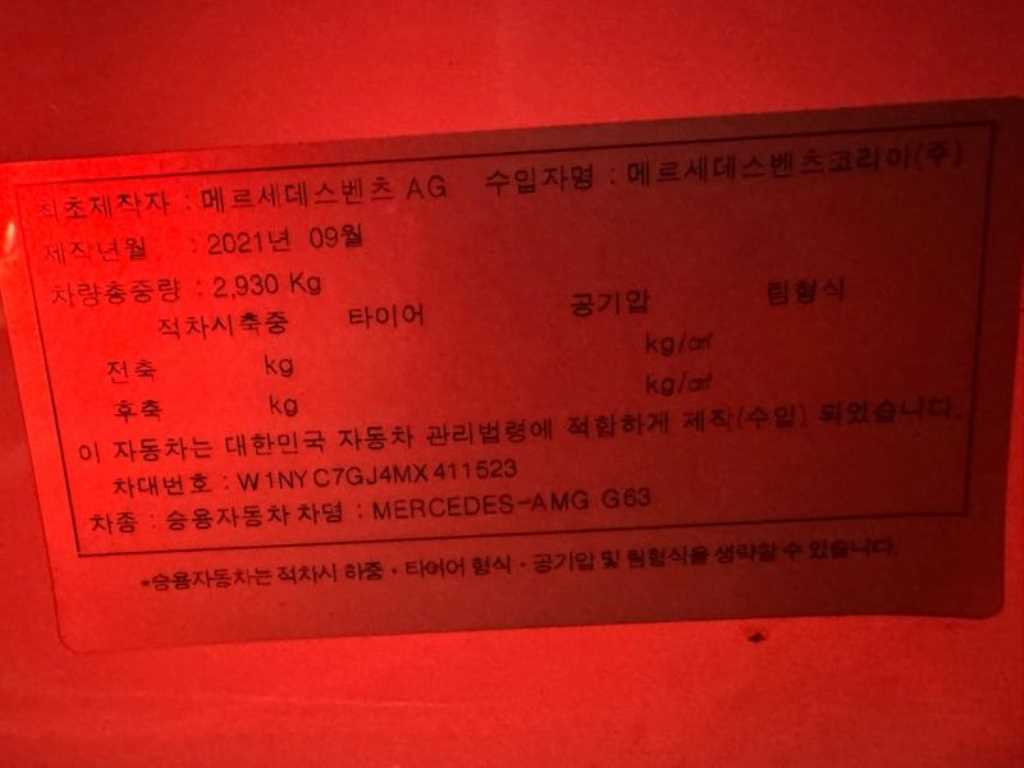 최초제작자 : 메르세데스벤츠 AG 수입자명 : 메르세데스벤츠코리아(주)
제작년월 : 2021년 09월
차량총중량 : 2,930 Kg
적차시축중 타이어 공기압 림형식
전축 kg kg/㎠
후축 kg kg/㎠
이 자동차는 대한민국 자동차 관리법령에 적합하게 제작(수입) 되었습니다.
차대번호 : W1NYC7GJ4MX411523
차종 : 승용자동차 차명 : MERCEDES-AMG G63
*승용자동차는 적차시 하중·타이어 형식·공기압 및 림형식을 생략할 수 있습니다.